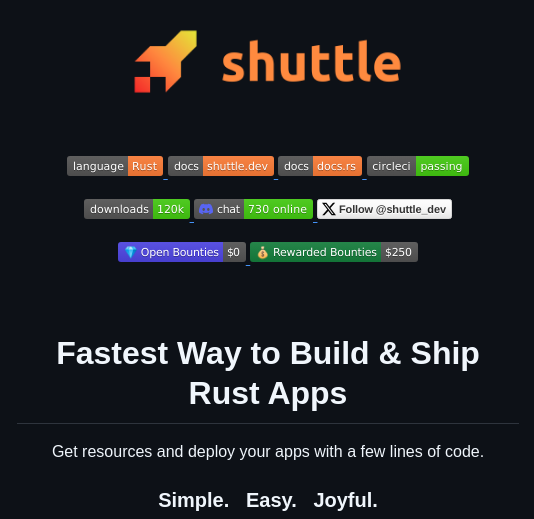 shuttle
language Rust docs shuttle.dev docs docs.rs circleci passing
downloads 120k chat 730 online Follow @shuttle_dev
Open Bounties $0 Rewarded Bounties $250
Fastest Way to Build & Ship
Rust Apps
Get resources and deploy your apps with a few lines of code.
Simple. Easy. Joyful.